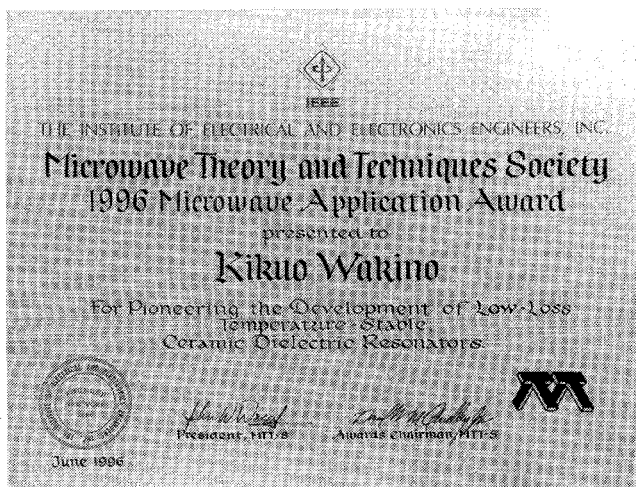 IEEE
THE INSTITUTE OF ELECTRICAL AND ELECTRONICS ENGINEERS, INC.
Microwave Theory and Techniques Society
1996 Microwave Application Award
presented to
Kikuo Wakino
For Pioneering the Development of Low-Loss
Temperature-Stable,
Ceramic Dielectric Resonators.
President, MTT-S
Awards Chairman, MTT-S
June 1996